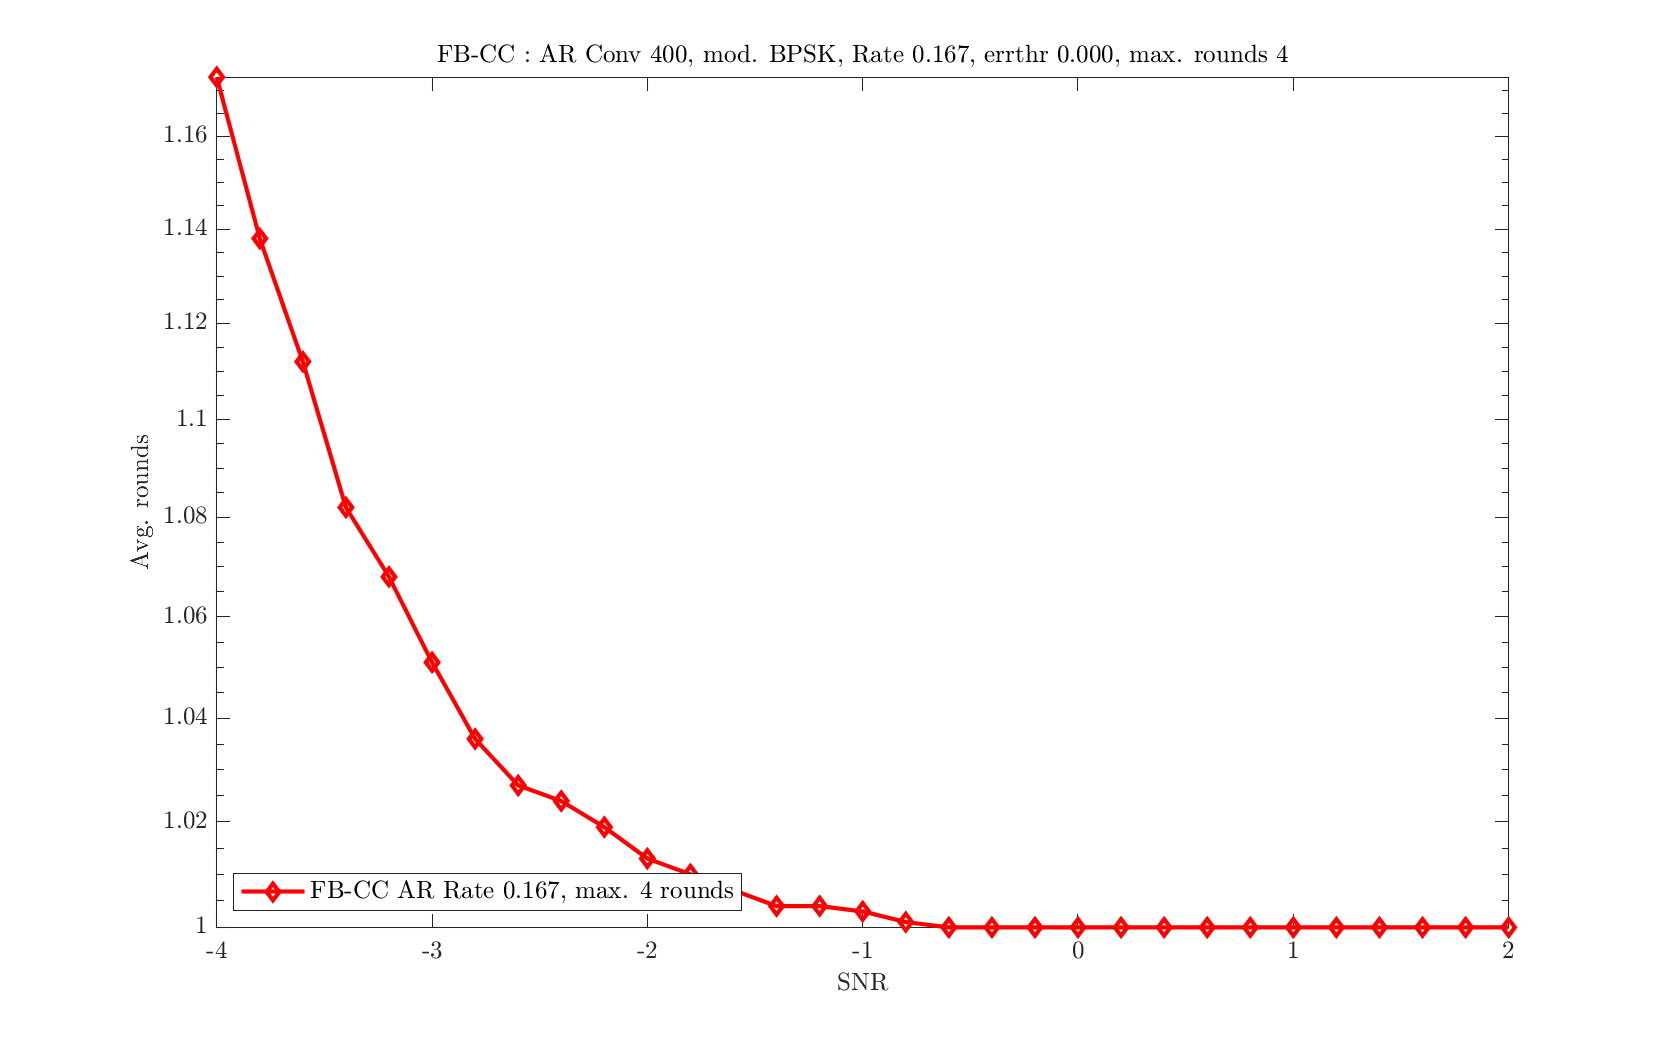 FB-CC : AR Conv 400, mod. BPSK, Rate 0.167, errthr 0.000, max. rounds 4
1.16
1.14
1.12
1.1
1.08
1.06
1.04
1.02
1
Avg. rounds
FB-CC AR Rate 0.167, max. 4 rounds
-4 -3 -2 -1 0 1 2
SNR